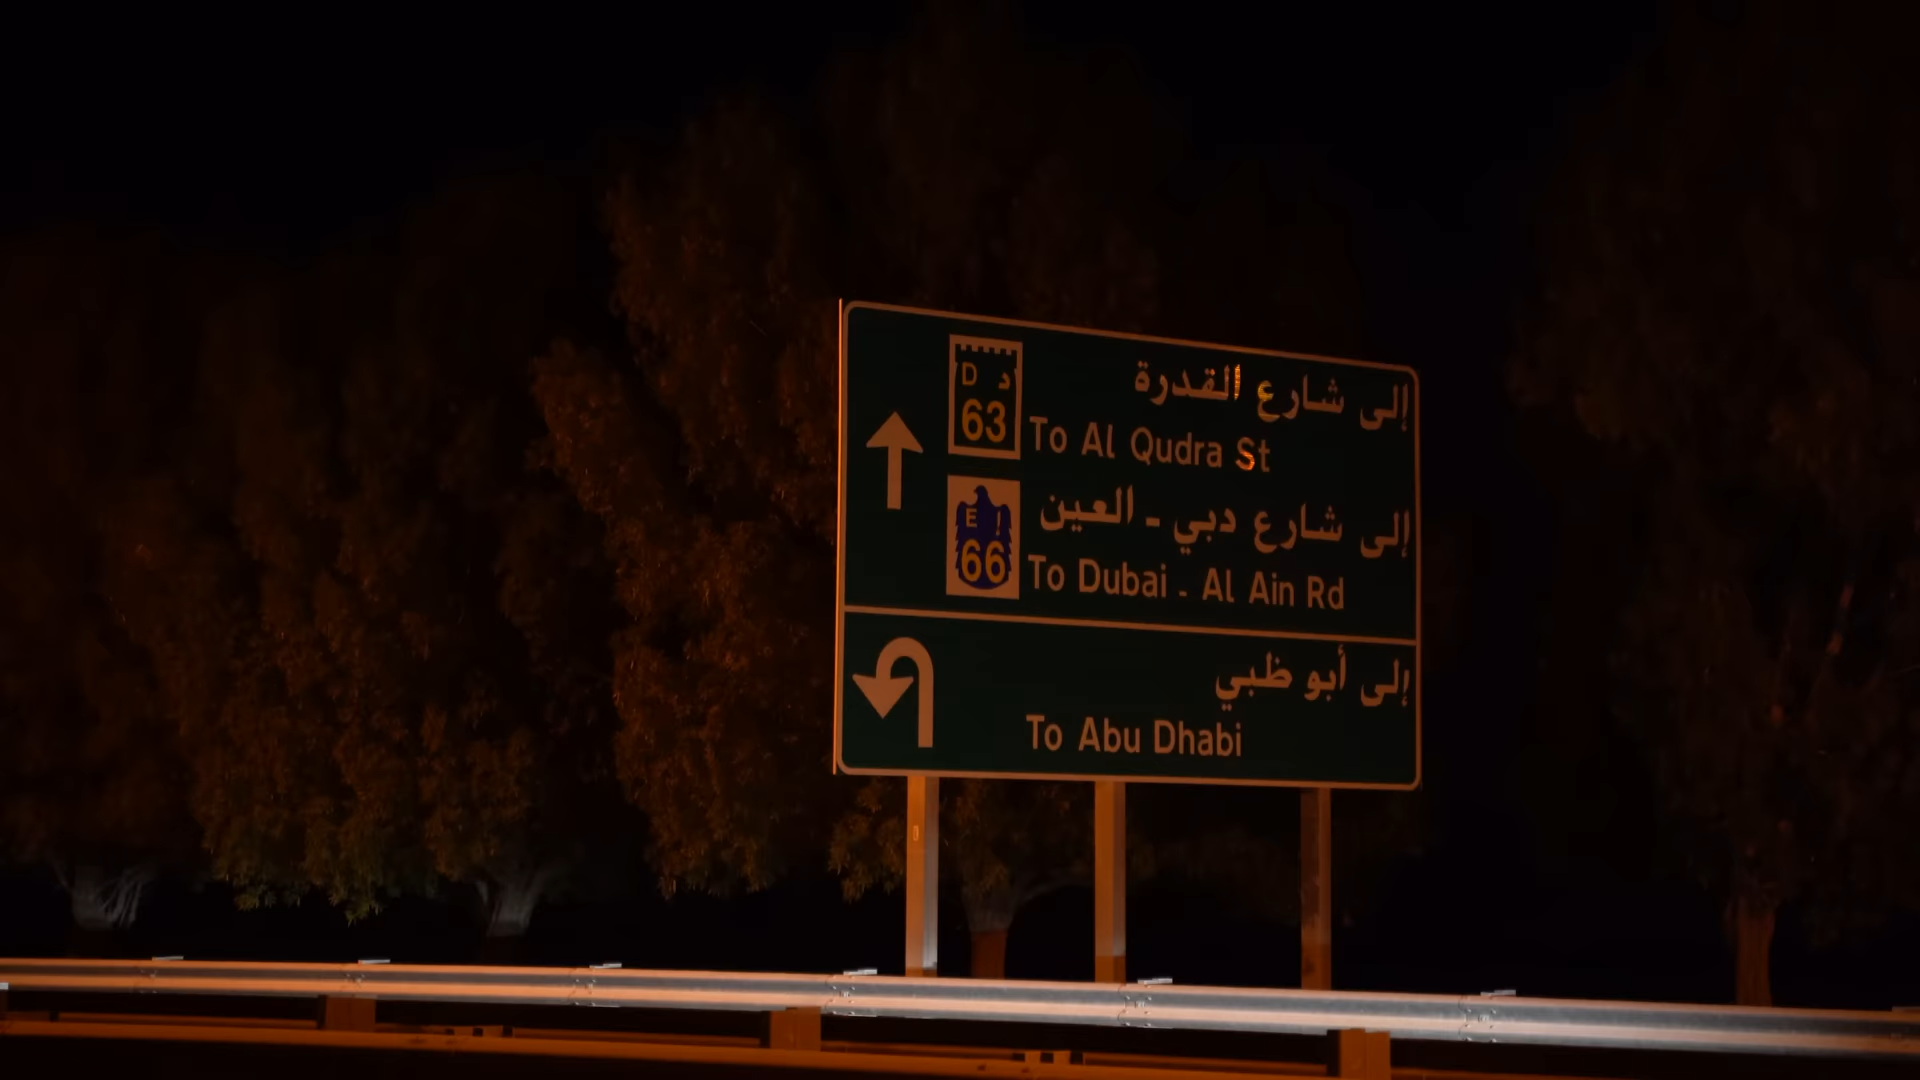 D د
63
إلى شارع القدرة
To Al Qudra St
E إ
66
إلى شارع دبي - العين
To Dubai - Al Ain Rd
إلى أبو ظبي
To Abu Dhabi